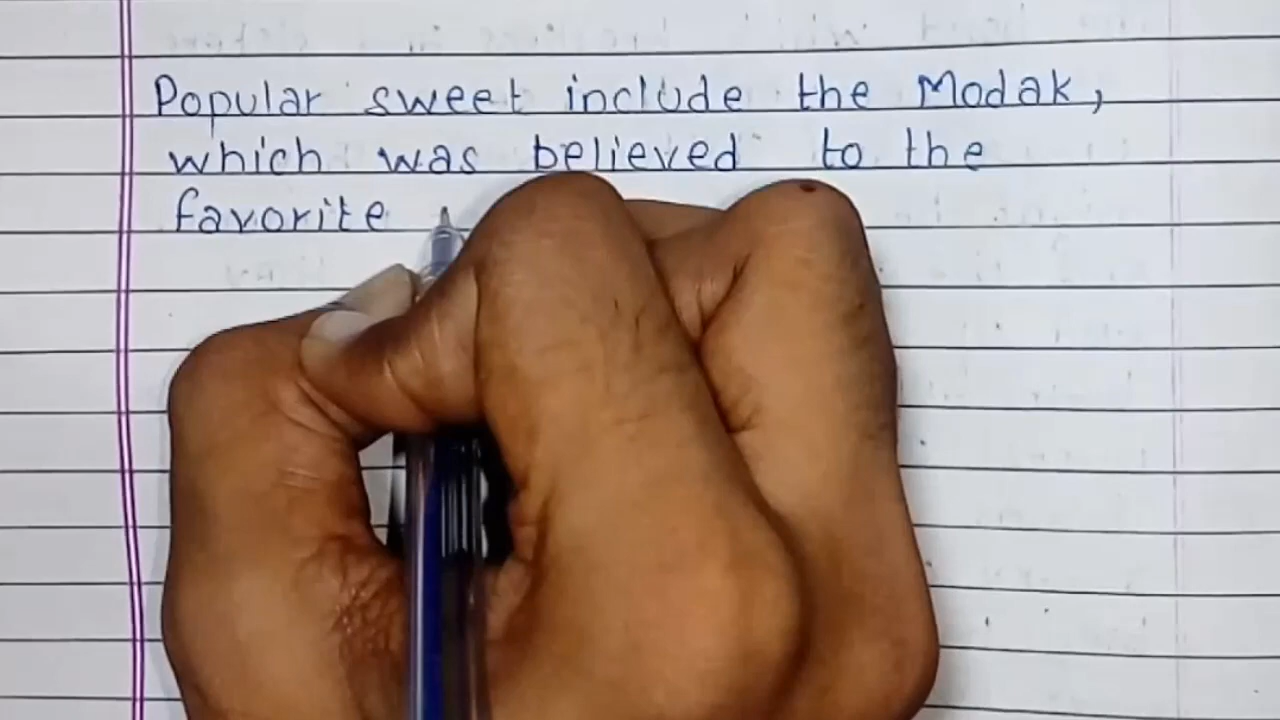 Popular sweet include the Modak,
which was believed to the
favorite